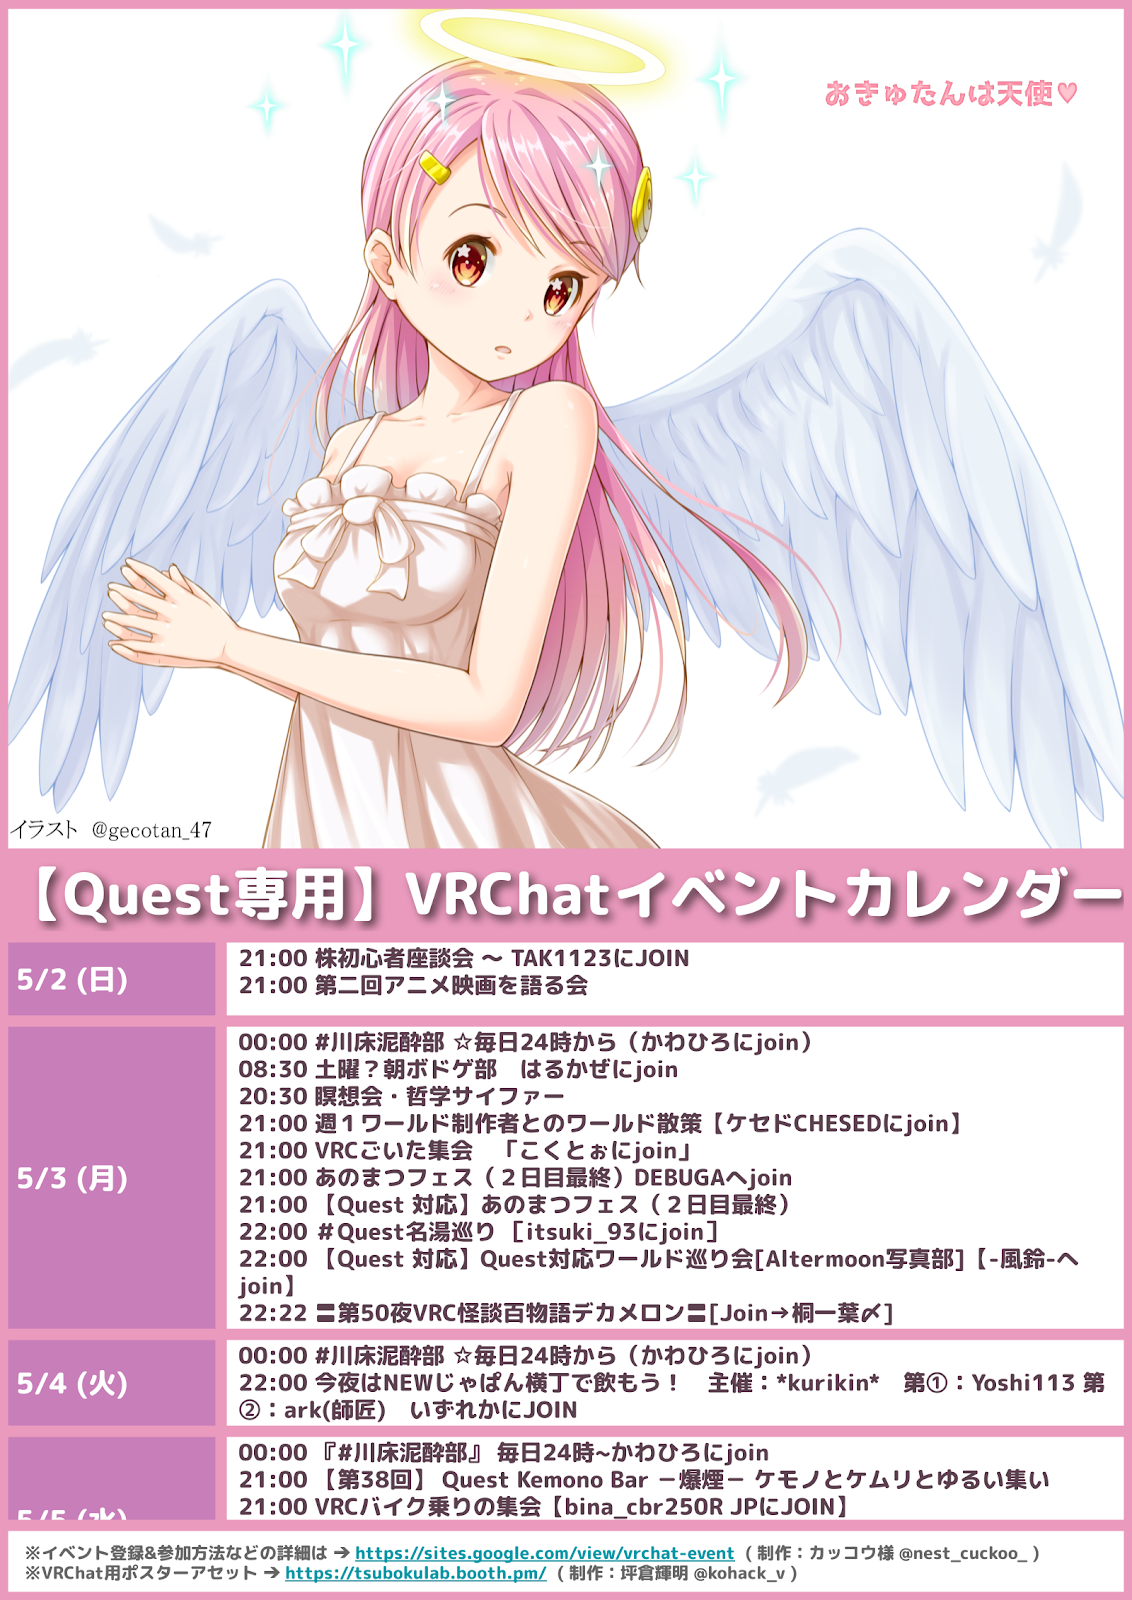 おきゅたんは天使♡
イラスト　@gecotan_47
【Quest専用】VRChatイベントカレンダー
5/2 (日)
21:00 株初心者座談会 ～ TAK1123にJOIN
21:00 第二回アニメ映画を語る会
5/3 (月)
00:00 #川床泥酔部 ☆毎日24時から（かわひろにjoin）
08:30 土曜？朝ボドゲ部　はるかぜにjoin
20:30 瞑想会・哲学サイファー
21:00 週１ワールド制作者とのワールド散策【ケセドCHESEDにjoin】
21:00 VRCごいた集会　「こくとぉにjoin」
21:00 あのまつフェス（２日目最終）DEBUGAへjoin
21:00 【Quest 対応】あのまつフェス（２日目最終）
22:00 ＃Quest名湯巡り ［itsuki_93にjoin］
22:00 【Quest 対応】Quest対応ワールド巡り会[Altermoon写真部]【-風鈴-へ
join】
22:22 〓第50夜VRC怪談百物語デカメロン〓[Join→桐一葉〆]
5/4 (火)
00:00 #川床泥酔部 ☆毎日24時から（かわひろにjoin）
22:00 今夜はNEWじゃぱん横丁で飲もう！　主催：*kurikin*　第①：Yoshi113 第
②：ark(師匠)　いずれかにJOIN
5/5 (水)
00:00 『#川床泥酔部』 毎日24時~かわひろにjoin
21:00 【第38回】 Quest Kemono Bar －爆煙－ ケモノとケムリとゆるい集い
21:00 VRCバイク乗りの集会【bina_cbr250R JPにJOIN】
※イベント登録&参加方法などの詳細は → https://sites.google.com/view/vrchat-event （ 制作：カッコウ様 @nest_cuckoo_ ）
※VRChat用ポスターアセット → https://tsubokulab.booth.pm/ （ 制作：坪倉輝明 @kohack_v ）